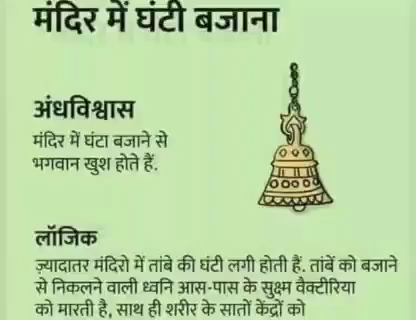 मंदिर में घंटी बजाना
अंधविश्वास
मंदिर में घंटा बजाने से
भगवान खुश होते हैं.
लॉजिक
ज़्यादातर मंदिरो में तांबे की घंटी लगी होती हैं. तांबें को बजाने
से निकलने वाली ध्वनि आस-पास के सुक्ष्म वैक्टीरिया
को मारती है, साथ ही शरीर के सातों केंद्रों को